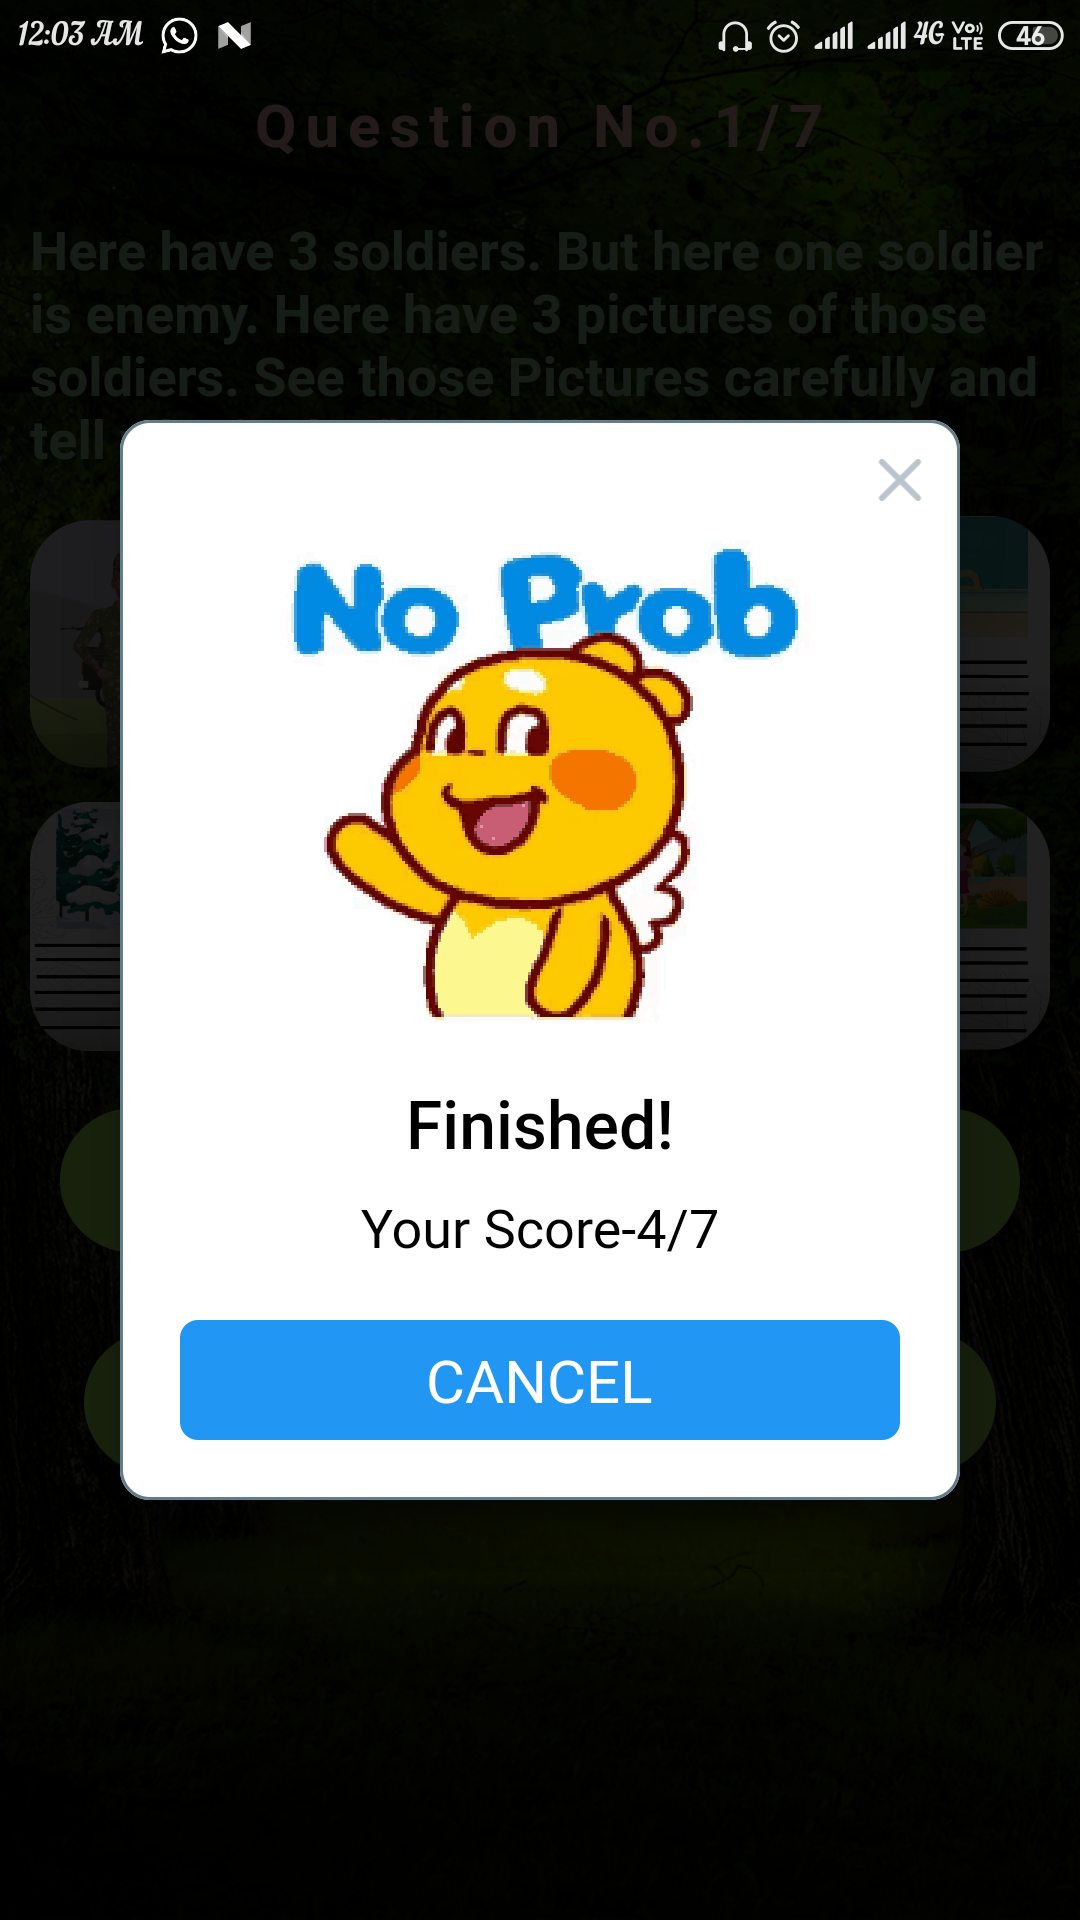 12:03 AM
4G VoLTE 46
Question No.1/7
Here have 3 soldiers. But here one soldier
is enemy. Here have 3 pictures of those
soldiers. See those Pictures carefully and
tell
No Prob
Finished!
Your Score-4/7
CANCEL